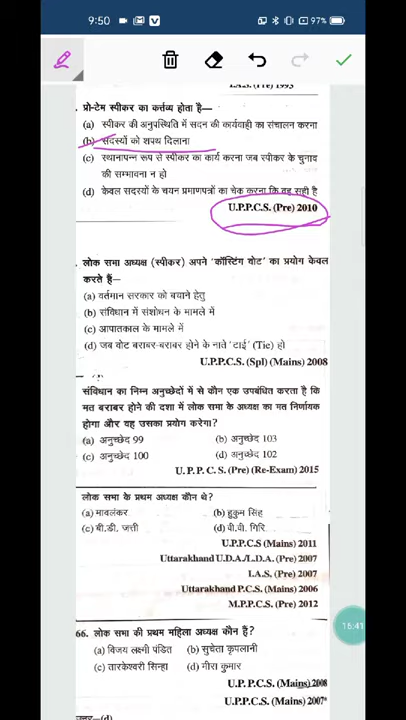 9:50
97%
I.A.S. (Pre) 1993
. प्रो-टेम स्पीकर का कर्त्तव्य होता है—
(a) स्पीकर की अनुपस्थिति में सदन की कार्यवाही का संचालन करना
(b) सदस्यों को शपथ दिलाना
(c) स्थानापन्न रूप से स्पीकर का कार्य करना जब स्पीकर के चुनाव
की सम्भावना न हो
(d) केवल सदस्यों के चयन प्रमाणपत्रों का चेक करना कि वह सही है
U.P.P.C.S. (Pre) 2010
. लोक सभा अध्यक्ष (स्पीकर) अपने 'कॉस्टिंग वोट' का प्रयोग केवल
करते हैं—
(a) वर्तमान सरकार को बचाने हेतु
(b) संविधान में संशोधन के मामले में
(c) आपातकाल के मामले में
(d) जब वोट बराबर-बराबर होने के नाते 'टाई' (Tie) हो
U.P.P.C.S. (Spl) (Mains) 2008
संविधान का निम्न अनुच्छेदों में से कौन एक उपबंधित करता है कि
मत बराबर होने की दशा में लोक सभा के अध्यक्ष का मत निर्णायक
होगा और वह उसका प्रयोग करेगा?
(a) अनुच्छेद 99 (b) अनुच्छेद 103
(c) अनुच्छेद 100 (d) अनुच्छेद 102
U. P. P. C. S. (Pre) (Re-Exam) 2015
लोक सभा के प्रथम अध्यक्ष कौन थे?
(a) मावलंकर (b) हुकुम सिंह
(c) बी.डी. जत्ती (d) वी.वी. गिरि
U.P.P.C.S (Mains) 2011
Uttarakhand U.D.A./L.D.A. (Pre) 2007
I.A.S. (Pre) 2007
Uttarakhand P.C.S. (Mains) 2006
M.P.P.C.S. (Pre) 2012
16:41
66. लोक सभा की प्रथम महिला अध्यक्ष कौन हैं?
(a) विजय लक्ष्मी पंडित (b) सुचेता कृपलानी
(c) तारकेश्वरी सिन्हा (d) मीरा कुमार
U.P.P.C.S. (Mains) 2008
U.P.P.C.S. (Mains) 2007*